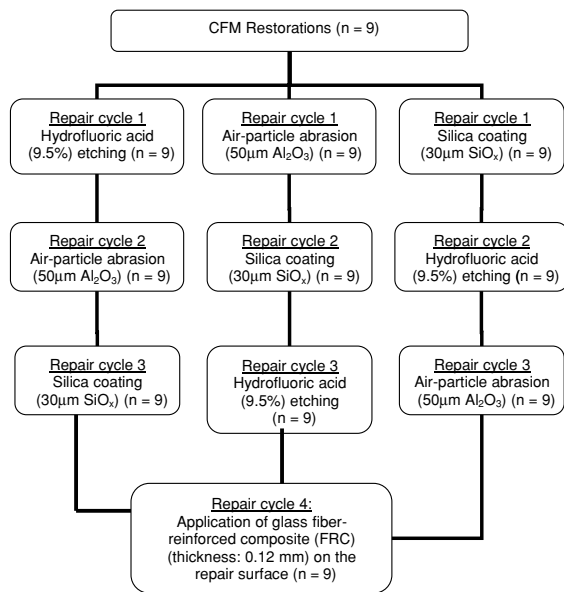 CFM Restorations (n = 9)
Repair cycle 1
Hydrofluoric acid
(9.5%) etching (n = 9)
Repair cycle 1
Air-particle abrasion
(50µm Al₂O₃) (n = 9)
Repair cycle 1
Silica coating
(30µm SiOₓ) (n = 9)
Repair cycle 2
Air-particle abrasion
(50µm Al₂O₃) (n = 9)
Repair cycle 2
Silica coating
(30µm SiOₓ) (n = 9)
Repair cycle 2
Hydrofluoric acid
(9.5%) etching (n = 9)
Repair cycle 3
Silica coating
(30µm SiOₓ) (n = 9)
Repair cycle 3
Hydrofluoric acid
(9.5%) etching
(n = 9)
Repair cycle 3
Air-particle abrasion
(50µm Al₂O₃) (n = 9)
Repair cycle 4:
Application of glass fiber-
reinforced composite (FRC)
(thickness: 0.12 mm) on the
repair surface (n = 9)